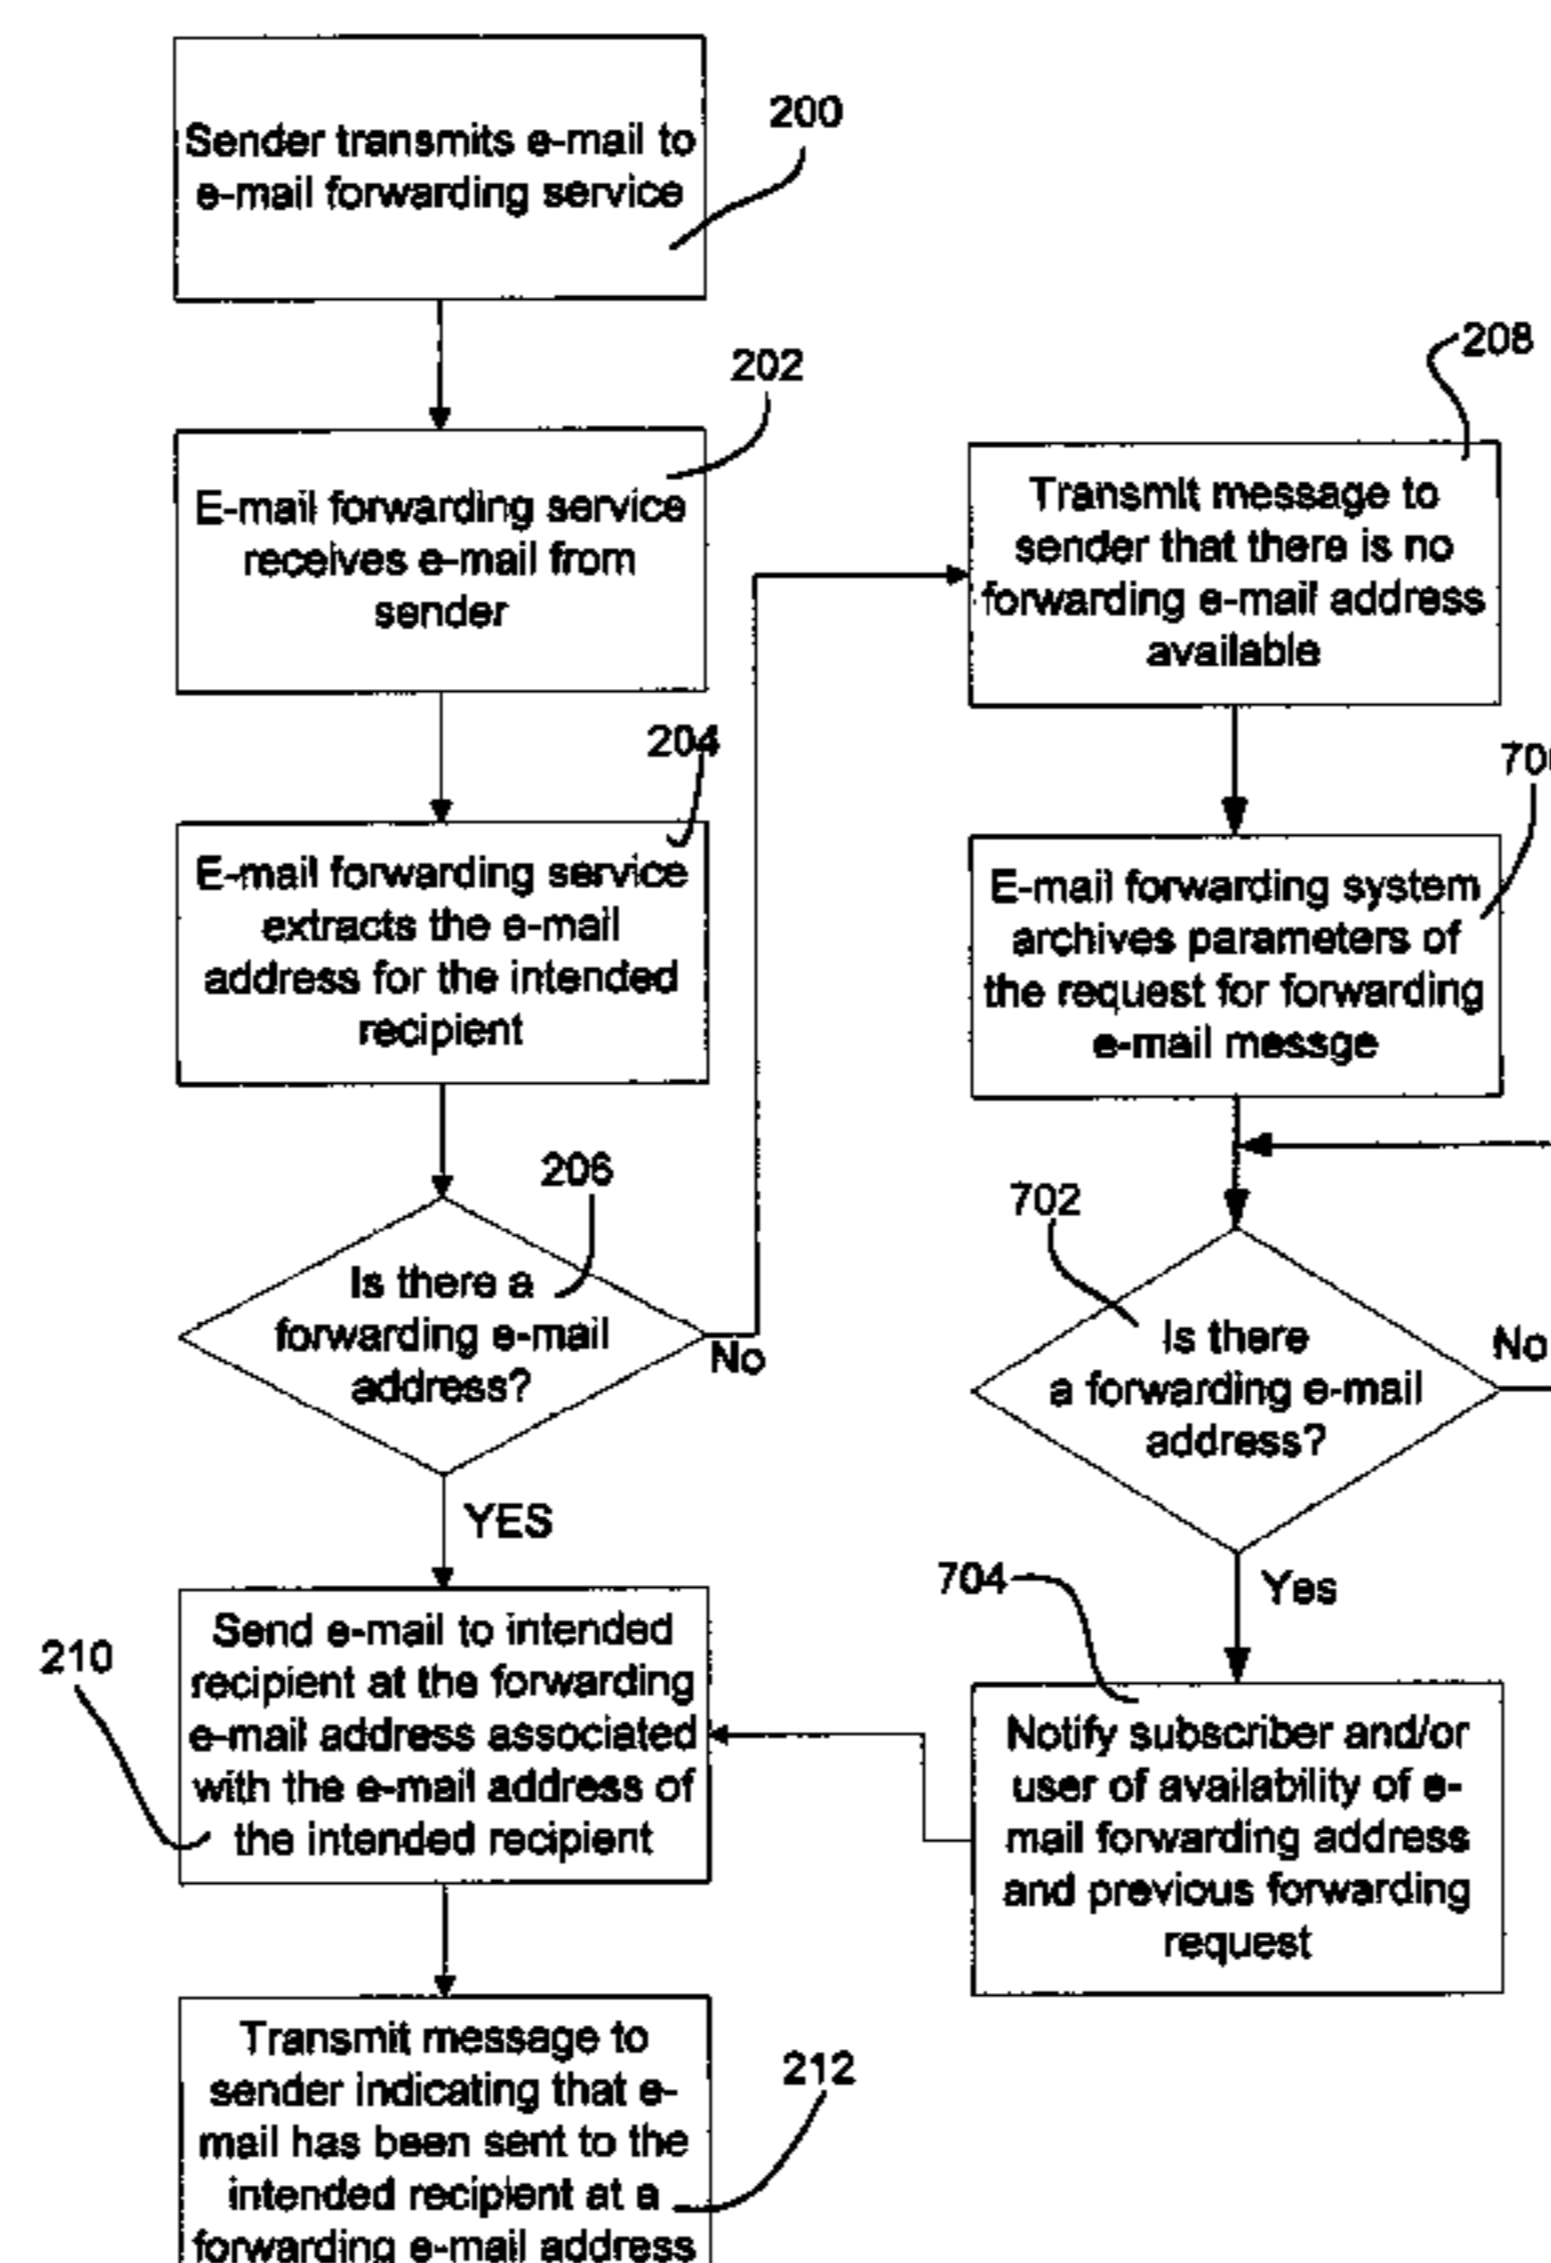 200
Sender transmits e-mail to
e-mail forwarding service
202
E-mail forwarding service
receives e-mail from
sender
204
E-mail forwarding service
extracts the e-mail
address for the intended
recipient
206
Is there a
forwarding e-mail
address?
No
YES
210
Send e-mail to intended
recipient at the forwarding
e-mail address associated
with the e-mail address of
the intended recipient
212
Transmit message to
sender indicating that e-
mail has been sent to the
intended recipient at a
forwarding e-mail address
208
Transmit message to
sender that there is no
forwarding e-mail address
available
E-mail forwarding system
archives parameters of
the request for forwarding
e-mail messge
702
Is there
a forwarding e-mail
address?
No
Yes
704
Notify subscriber and/or
user of availability of e-
mail forwarding address
and previous forwarding
request